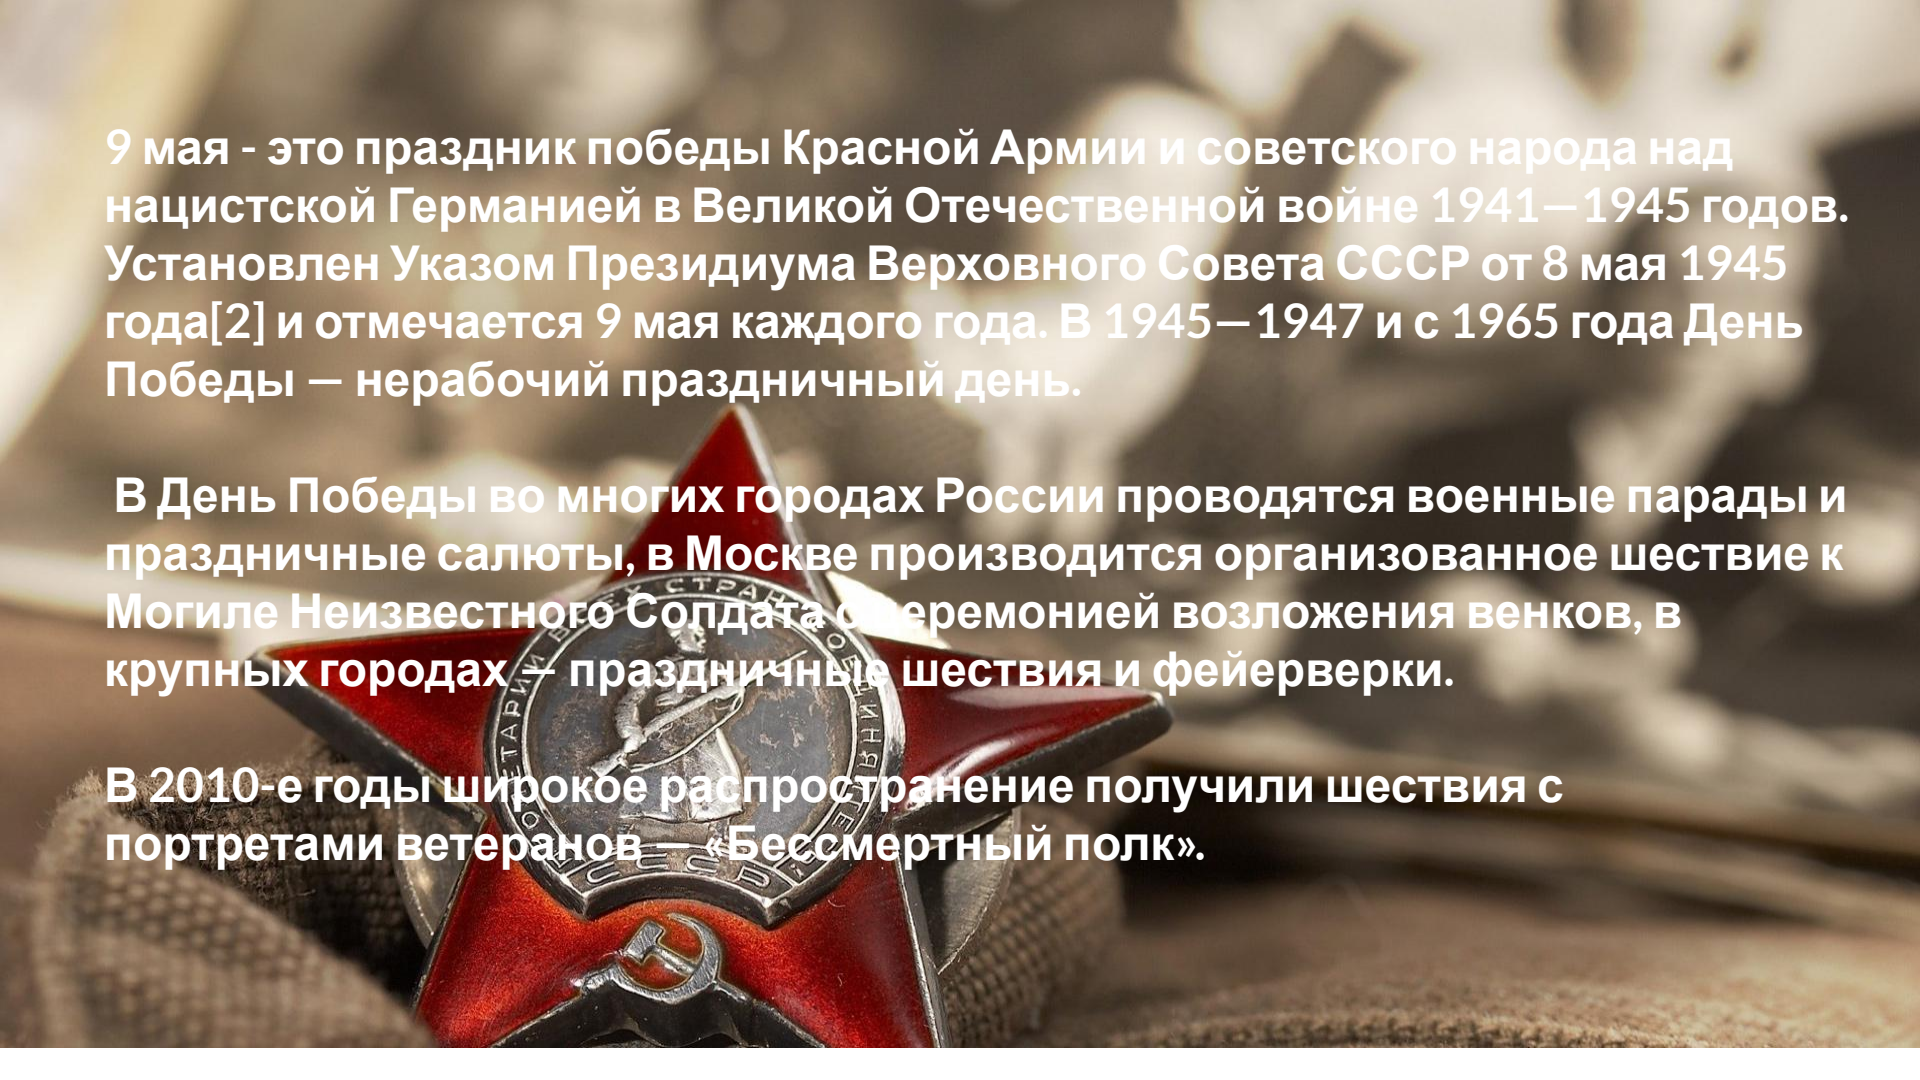 9 мая - это праздник победы Красной Армии и советского народа над
нацистской Германией в Великой Отечественной войне 1941—1945 годов.
Установлен Указом Президиума Верховного Совета СССР от 8 мая 1945
года[2] и отмечается 9 мая каждого года. В 1945—1947 и с 1965 года День
Победы — нерабочий праздничный день.
В День Победы во многих городах России проводятся военные парады и
праздничные салюты, в Москве производится организованное шествие к
Могиле Неизвестного Солдата с церемонией возложения венков, в
крупных городах — праздничные шествия и фейерверки.
В 2010-е годы широкое распространение получили шествия с
портретами ветеранов — «Бессмертный полк».
СССР